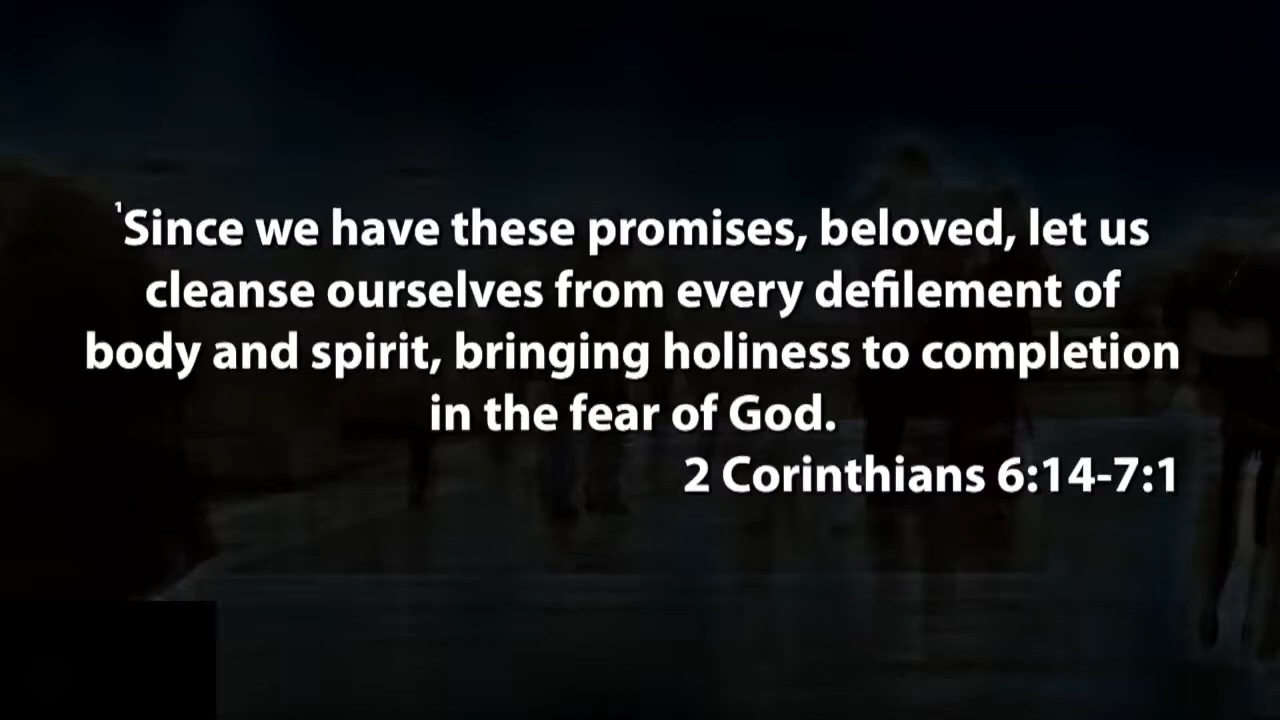 ¹Since we have these promises, beloved, let us
cleanse ourselves from every defilement of
body and spirit, bringing holiness to completion
in the fear of God.
2 Corinthians 6:14-7:1